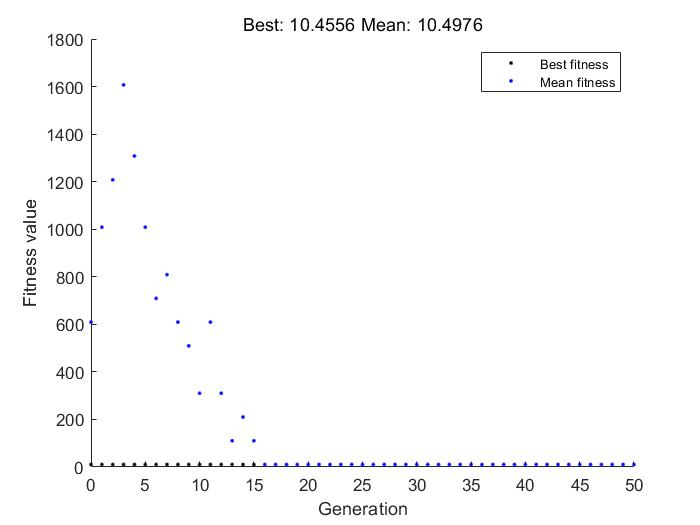 Best: 10.4556 Mean: 10.4976
1800
1600
1400
1200
1000
800
600
400
200
0
Fitness value
Best fitness
Mean fitness
0 5 10 15 20 25 30 35 40 45 50
Generation